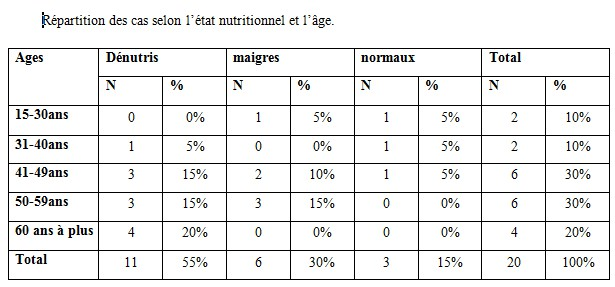 Répartition des cas selon l'état nutritionnel et l'âge.
Ages Dénutris maigres normaux Total
N % N % N % N %
15-30ans 0 0% 1 5% 1 5% 2 10%
31-40ans 1 5% 0 0% 1 5% 2 10%
41-49ans 3 15% 2 10% 1 5% 6 30%
50-59ans 3 15% 3 15% 0 0% 6 30%
60 ans à plus 4 20% 0 0% 0 0% 4 20%
Total 11 55% 6 30% 3 15% 20 100%